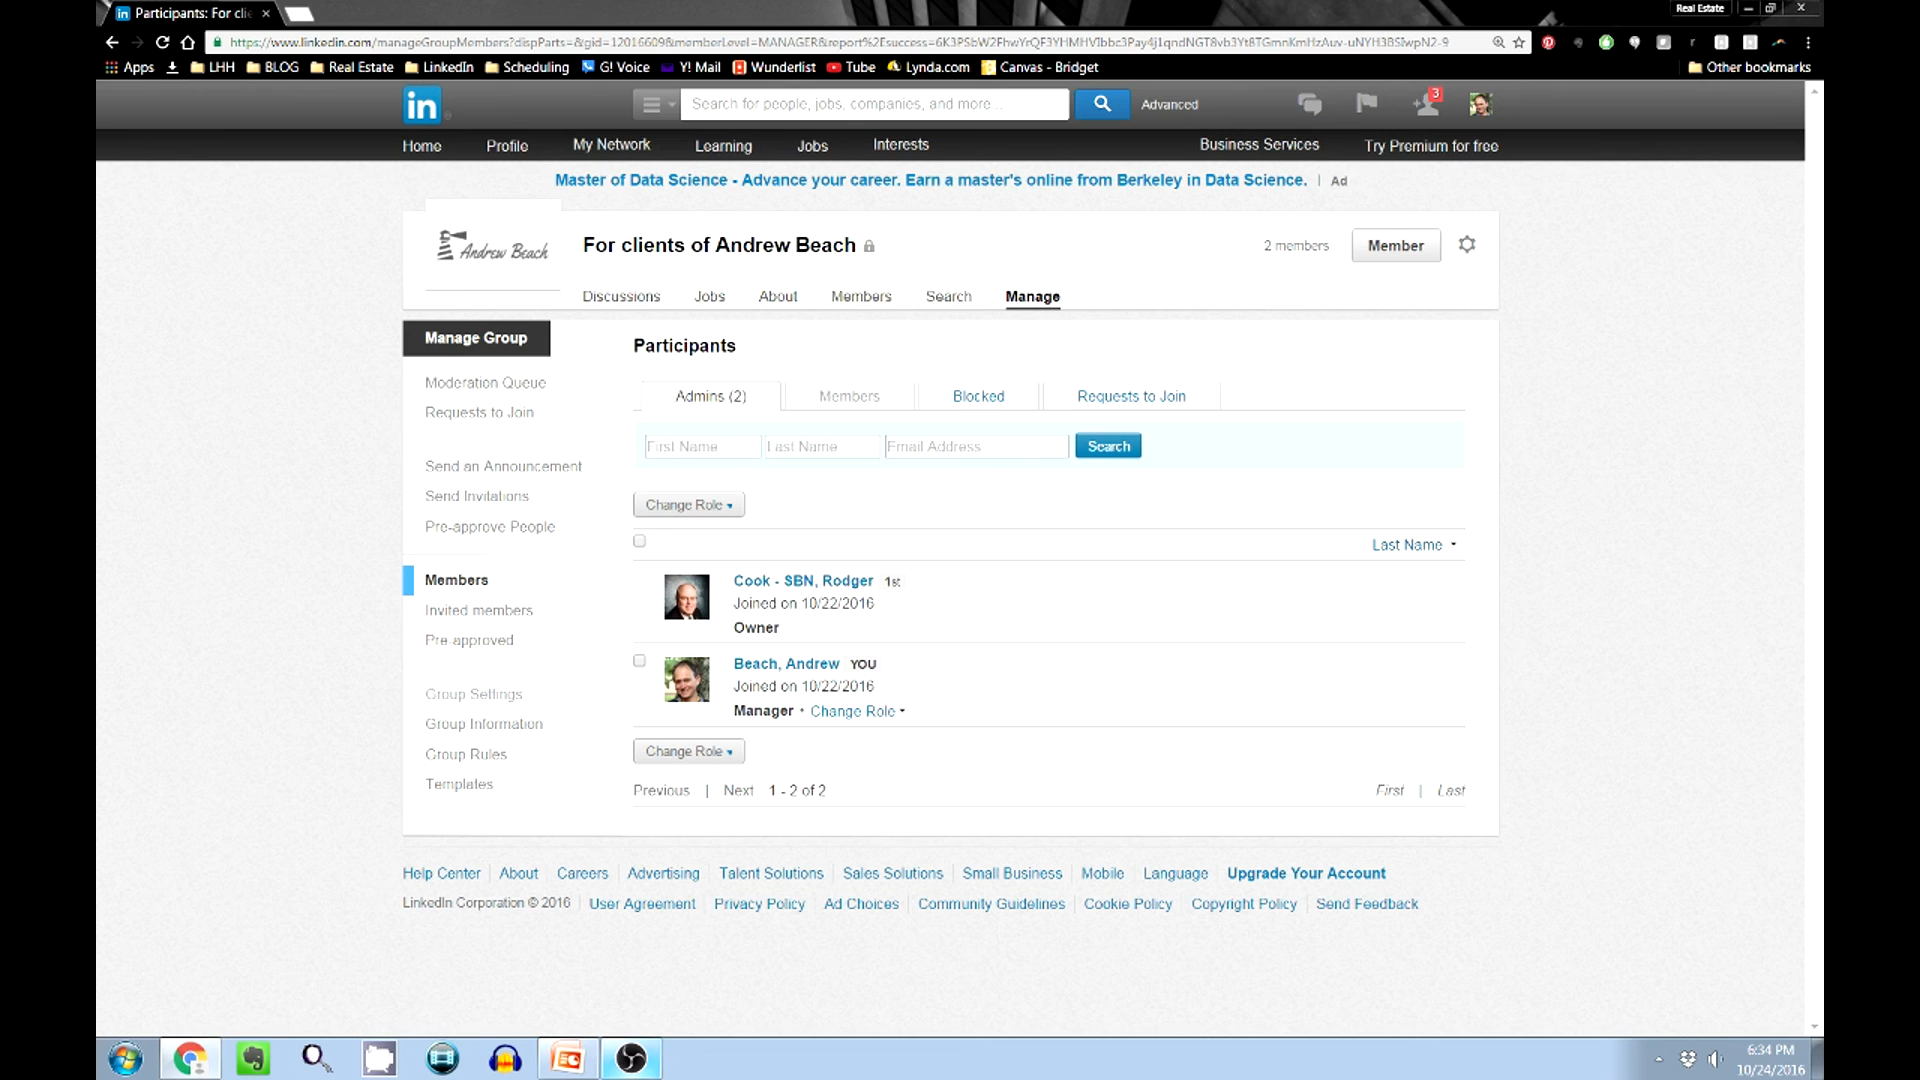 Participants: For clie
Real Estate
https://www.linkedin.com/manageGroupMembers?dispParts=&gid=12016609&memberLevel=MANAGER&report%2Esuccess=
Apps LHH BLOG Real Estate LinkedIn Scheduling G! Voice Y! Mail Wunderlist Tube Lynda.com Canvas - Bridget Other bookmarks
in Search for people, jobs, companies, and more... Advanced 3
Home Profile My Network Learning Jobs Interests Business Services Try Premium for free
Master of Data Science - Advance your career. Earn a master's online from Berkeley in Data Science. | Ad
Andrew Beach
For clients of Andrew Beach 2 members Member
Discussions Jobs About Members Search Manage
Manage Group
Moderation Queue
Requests to Join
Send an Announcement
Send Invitations
Pre-approve People
Members
Invited members
Pre-approved
Group Settings
Group Information
Group Rules
Templates
Participants
Admins (2) Members Blocked Requests to Join
First Name Last Name Email Address Search
Change Role
Last Name
Cook - SBN, Rodger 1st
Joined on 10/22/2016
Owner
Beach, Andrew YOU
Joined on 10/22/2016
Manager • Change Role
Change Role
Previous | Next 1 - 2 of 2 First | Last
Help Center About Careers Advertising Talent Solutions Sales Solutions Small Business Mobile Language Upgrade Your Account
LinkedIn Corporation © 2016 User Agreement Privacy Policy Ad Choices Community Guidelines Cookie Policy Copyright Policy Send Feedback
6:34 PM
10/24/2016